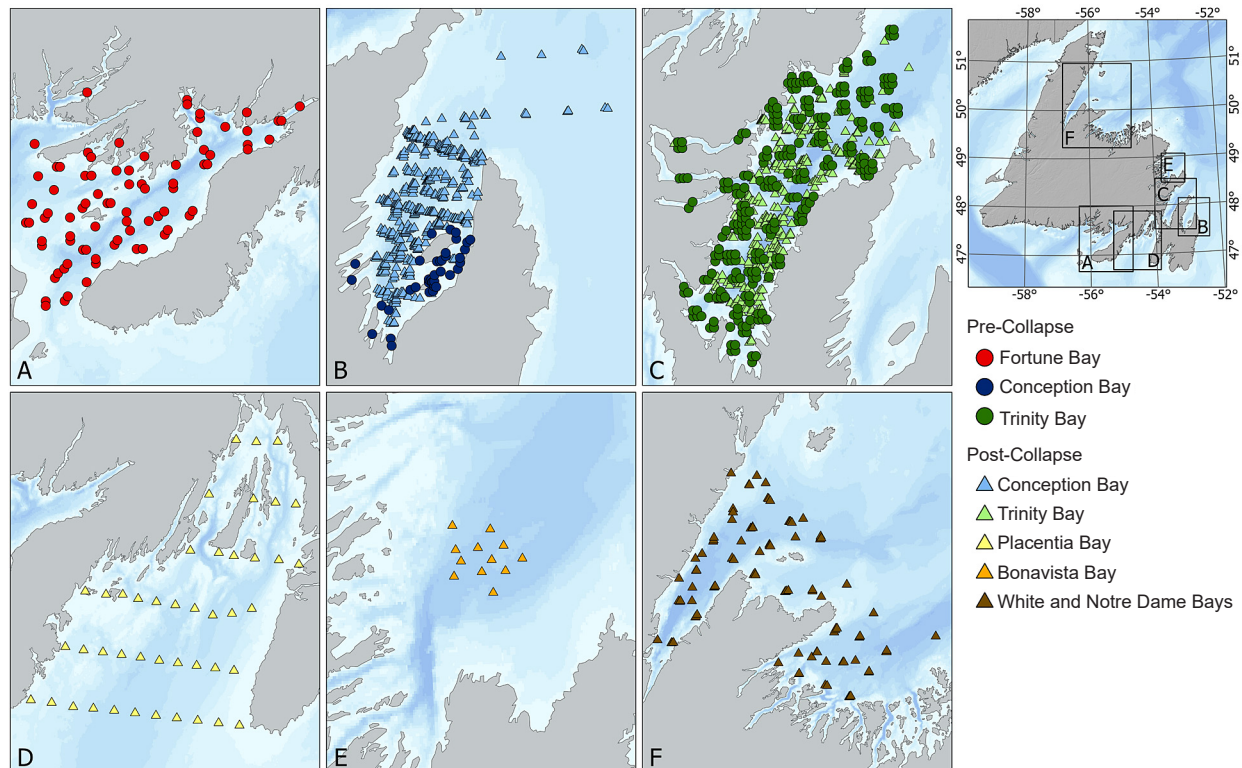 A
B
C
D
E
F
-58°
-56°
-54°
-52°
51°
50°
49°
48°
47°
51°
50°
49°
48°
47°
F
E
C
B
A
D
-58°
-56°
-54°
-52°
Pre-Collapse
Fortune Bay
Conception Bay
Trinity Bay
Post-Collapse
Conception Bay
Trinity Bay
Placentia Bay
Bonavista Bay
White and Notre Dame Bays